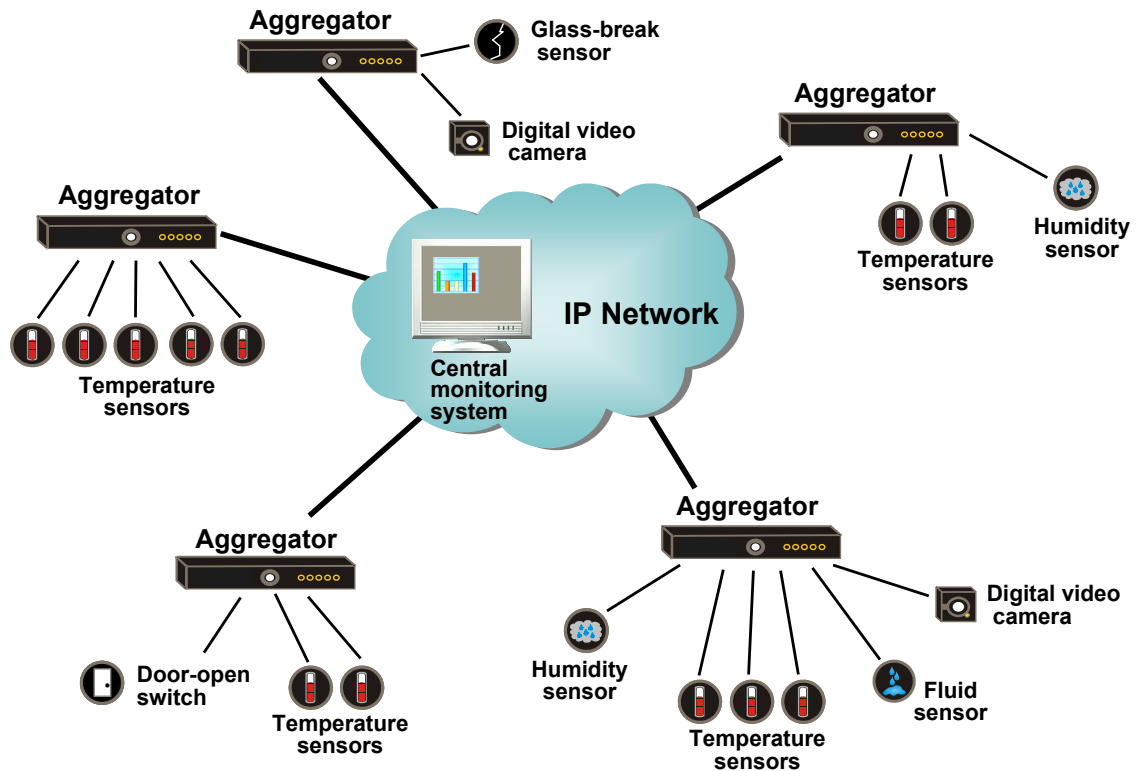 Aggregator
Glass-break
sensor
Digital video
camera
Aggregator
Humidity
sensor
Temperature
sensors
Aggregator
Temperature
sensors
IP Network
Central
monitoring
system
Aggregator
Door-open
switch
Temperature
sensors
Aggregator
Digital video
camera
Humidity
sensor
Fluid
sensor
Temperature
sensors